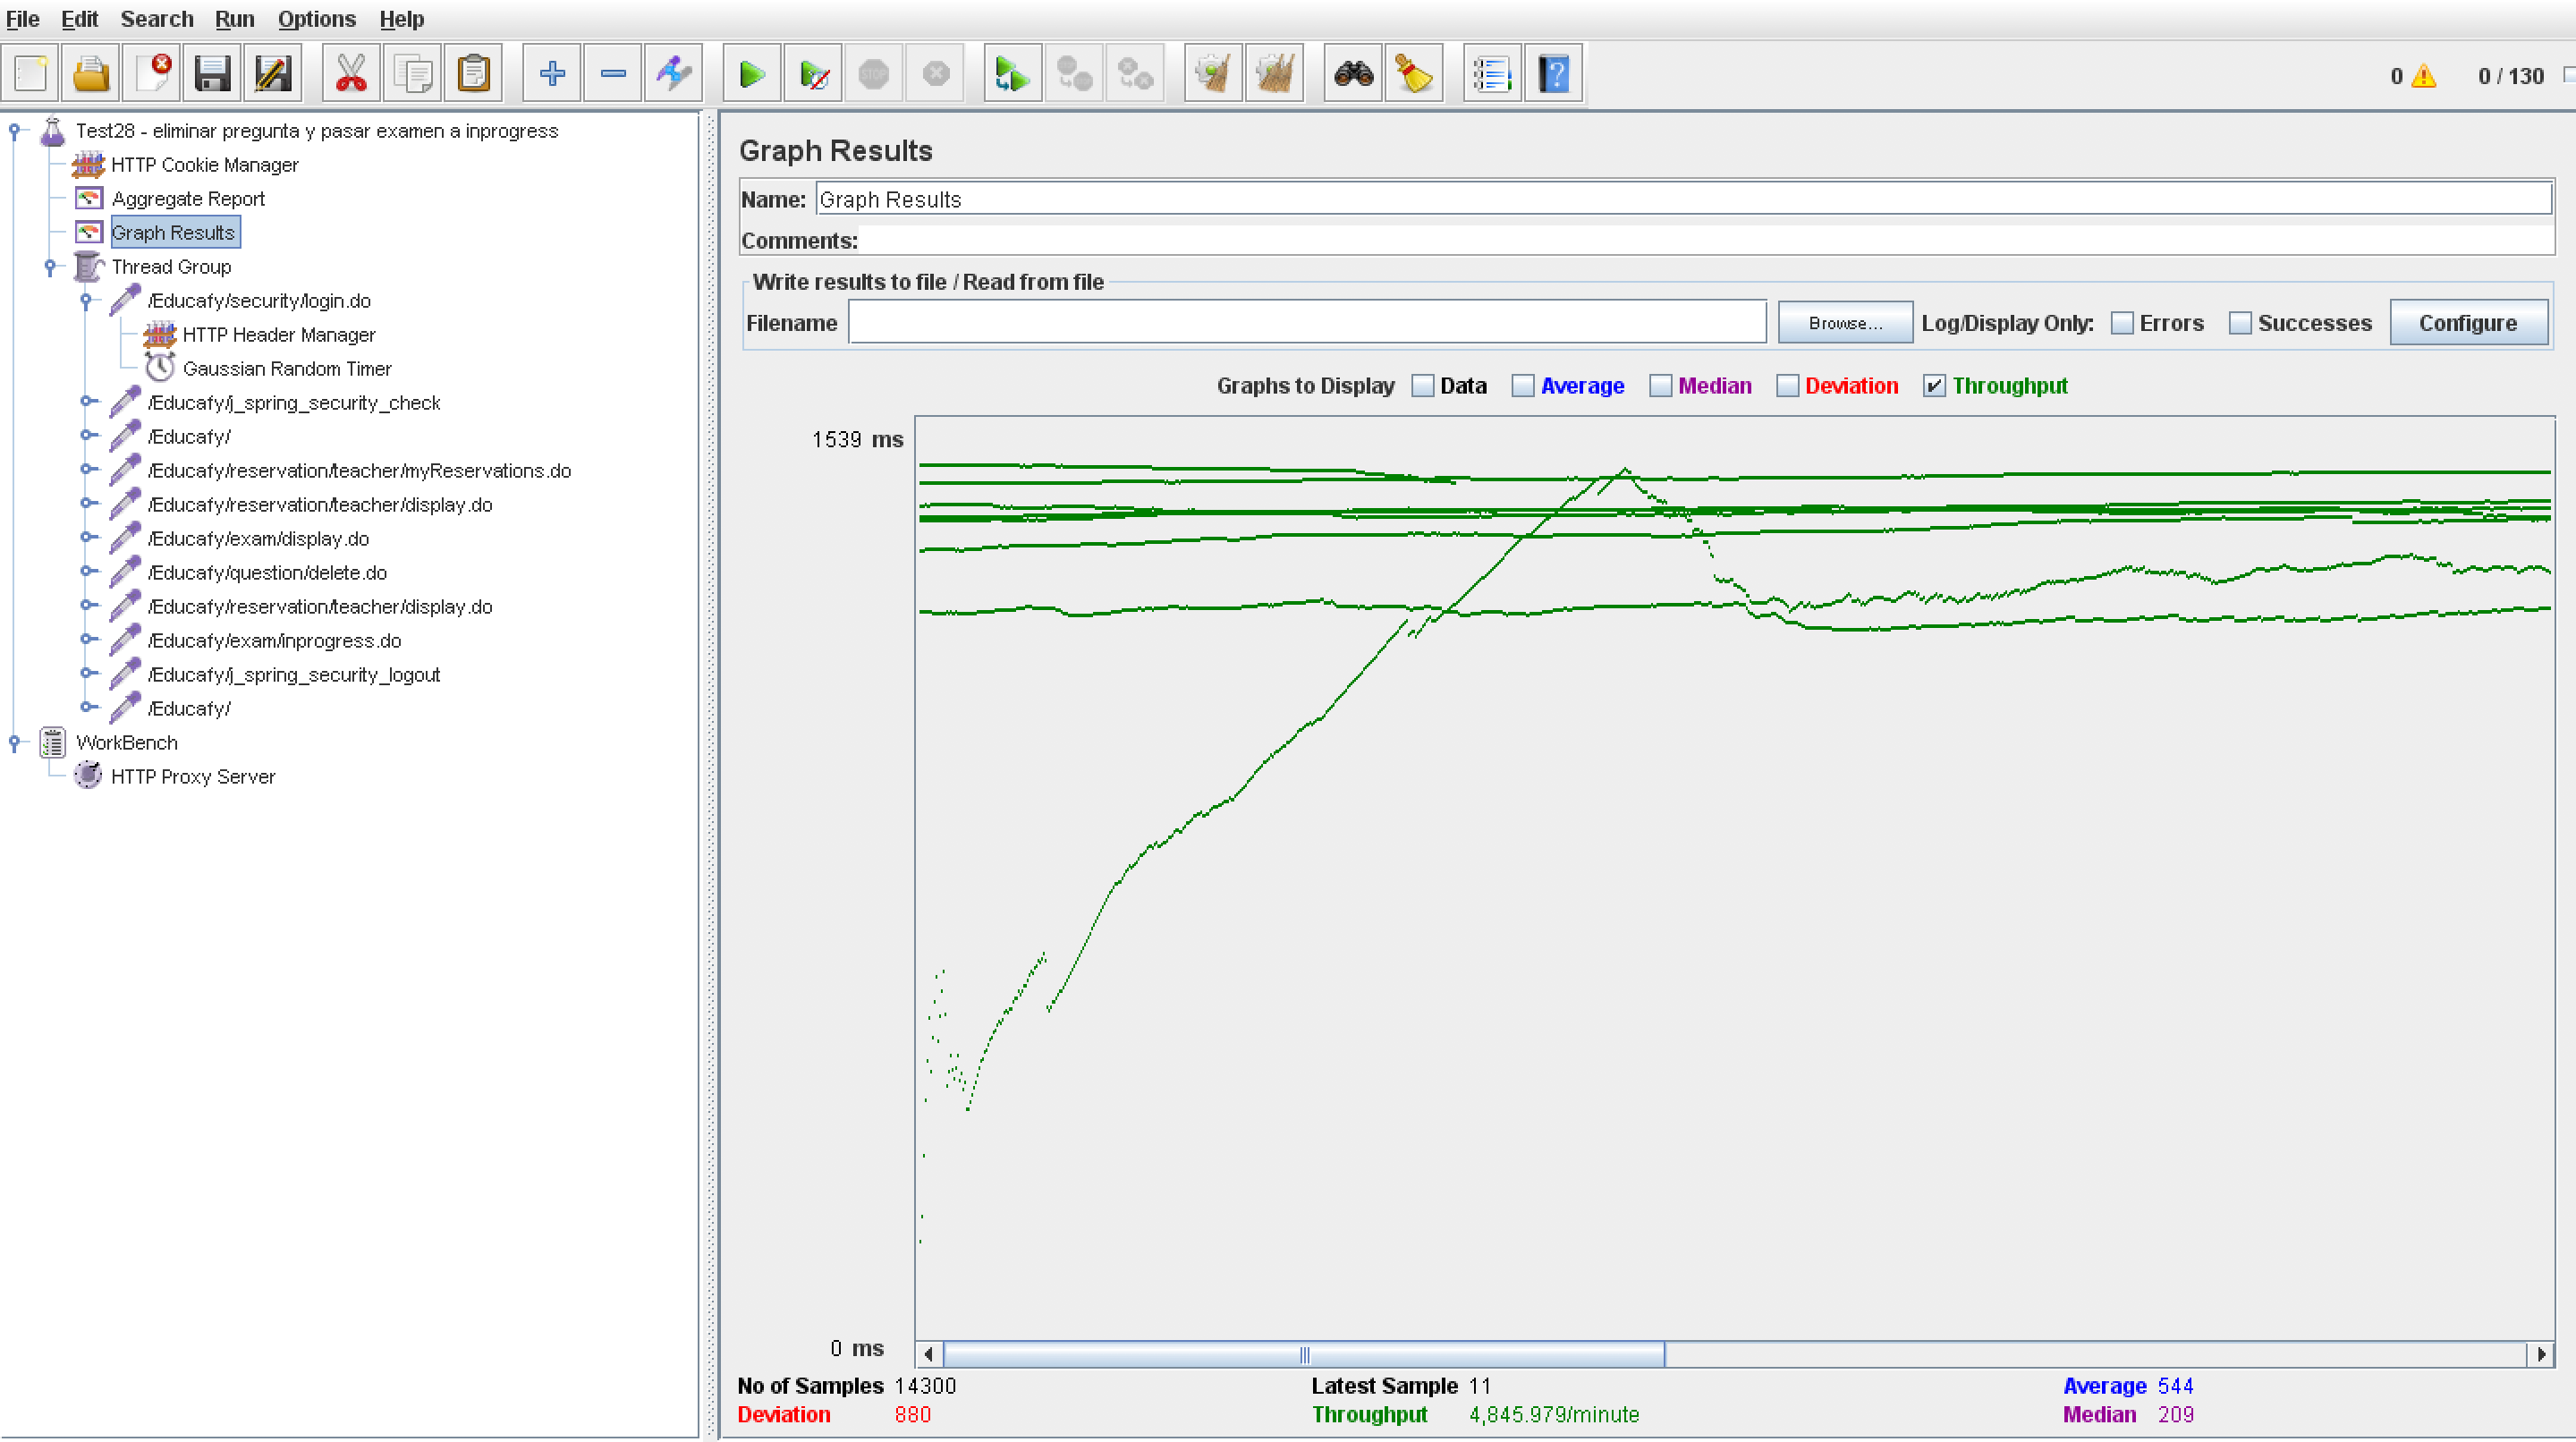 File Edit Search Run Options Help
STOP
0 0 / 130
Test28 - eliminar pregunta y pasar examen a inprogress
HTTP Cookie Manager
Aggregate Report
Graph Results
Thread Group
/Educafy/security/login.do
HTTP Header Manager
Gaussian Random Timer
/Educafy/j_spring_security_check
/Educafy/
/Educafy/reservation/teacher/myReservations.do
/Educafy/reservation/teacher/display.do
/Educafy/exam/display.do
/Educafy/question/delete.do
/Educafy/reservation/teacher/display.do
/Educafy/exam/inprogress.do
/Educafy/j_spring_security_logout
/Educafy/
WorkBench
HTTP Proxy Server
Graph Results
Name: Graph Results
Comments:
Write results to file / Read from file
Filename Browse... Log/Display Only: Errors Successes Configure
Graphs to Display Data Average Median Deviation Throughput
1539 ms
0 ms
No of Samples 14300 Latest Sample 11 Average 544
Deviation 880 Throughput 4,845.979/minute Median 209